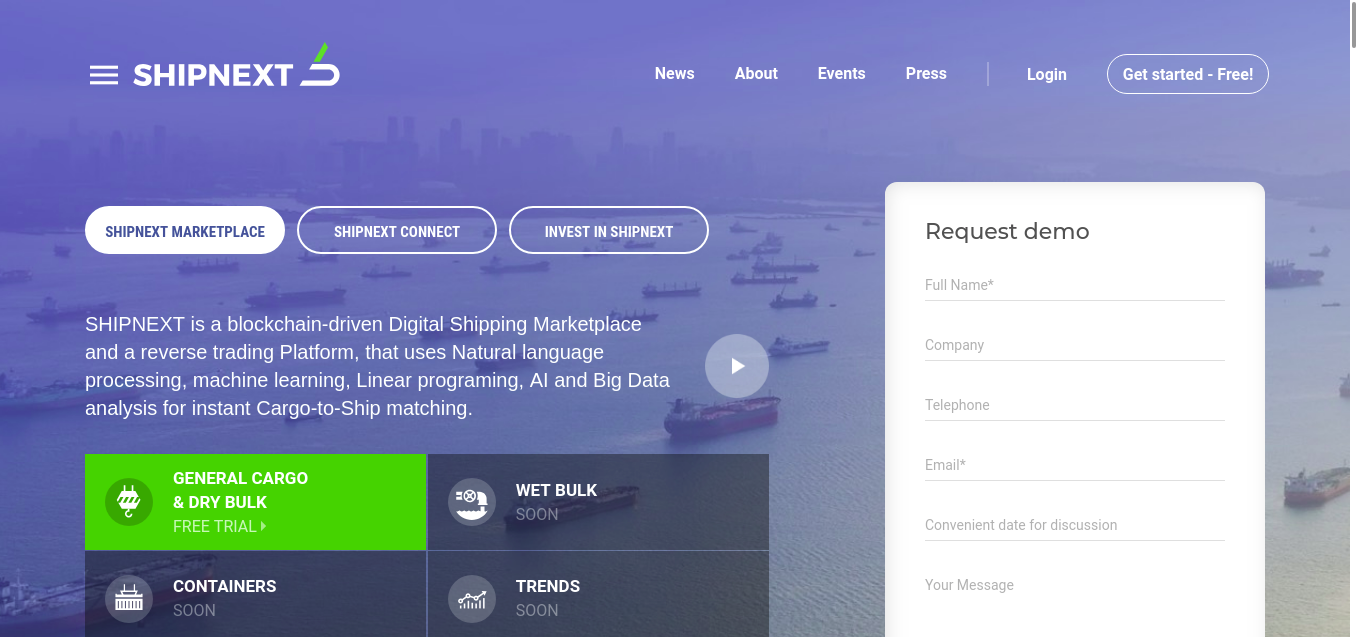 SHIPNEXT
News About Events Press Login Get started - Free!
SHIPNEXT MARKETPLACE SHIPNEXT CONNECT INVEST IN SHIPNEXT
SHIPNEXT is a blockchain-driven Digital Shipping Marketplace
and a reverse trading Platform, that uses Natural language
processing, machine learning, Linear programing, AI and Big Data
analysis for instant Cargo-to-Ship matching.
GENERAL CARGO
& DRY BULK
FREE TRIAL
WET BULK
SOON
CONTAINERS
SOON
TRENDS
SOON
Request demo
Full Name*
Company
Telephone
Email*
Convenient date for discussion
Your Message